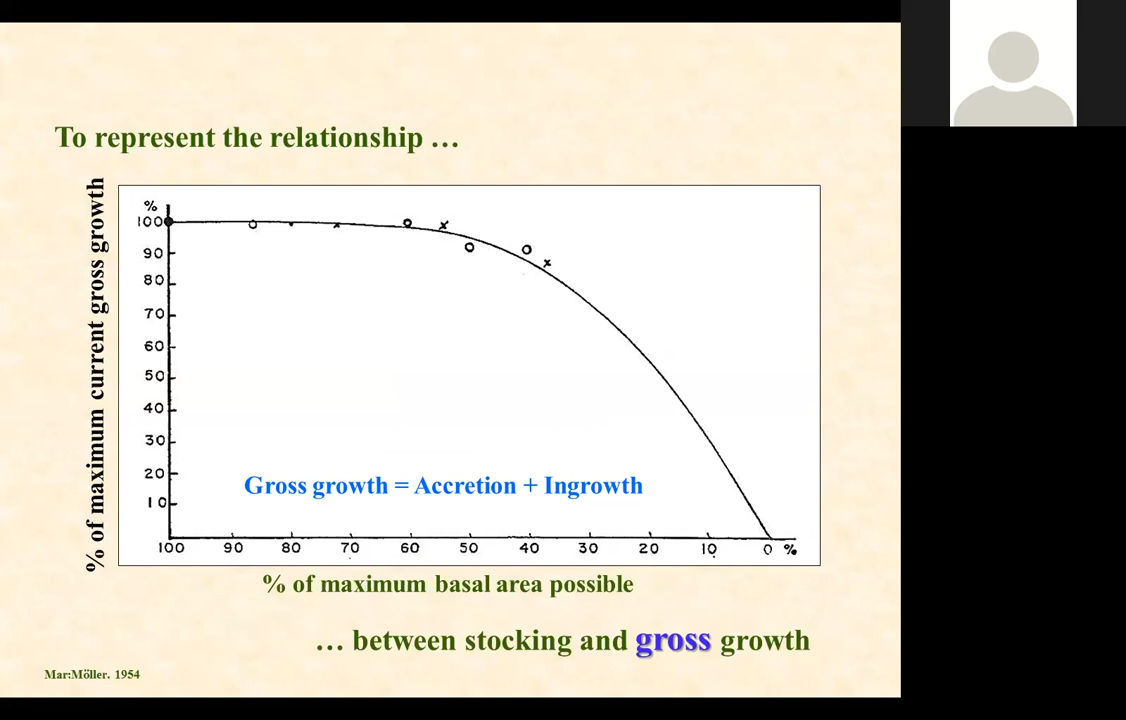 To represent the relationship …
% of maximum current gross growth
%
100
90
80
70
60
50
40
30
20
10
Gross growth = Accretion + Ingrowth
100 90 80 70 60 50 40 30 20 10 0 %
% of maximum basal area possible
… between stocking and gross growth
Mar:Möller. 1954